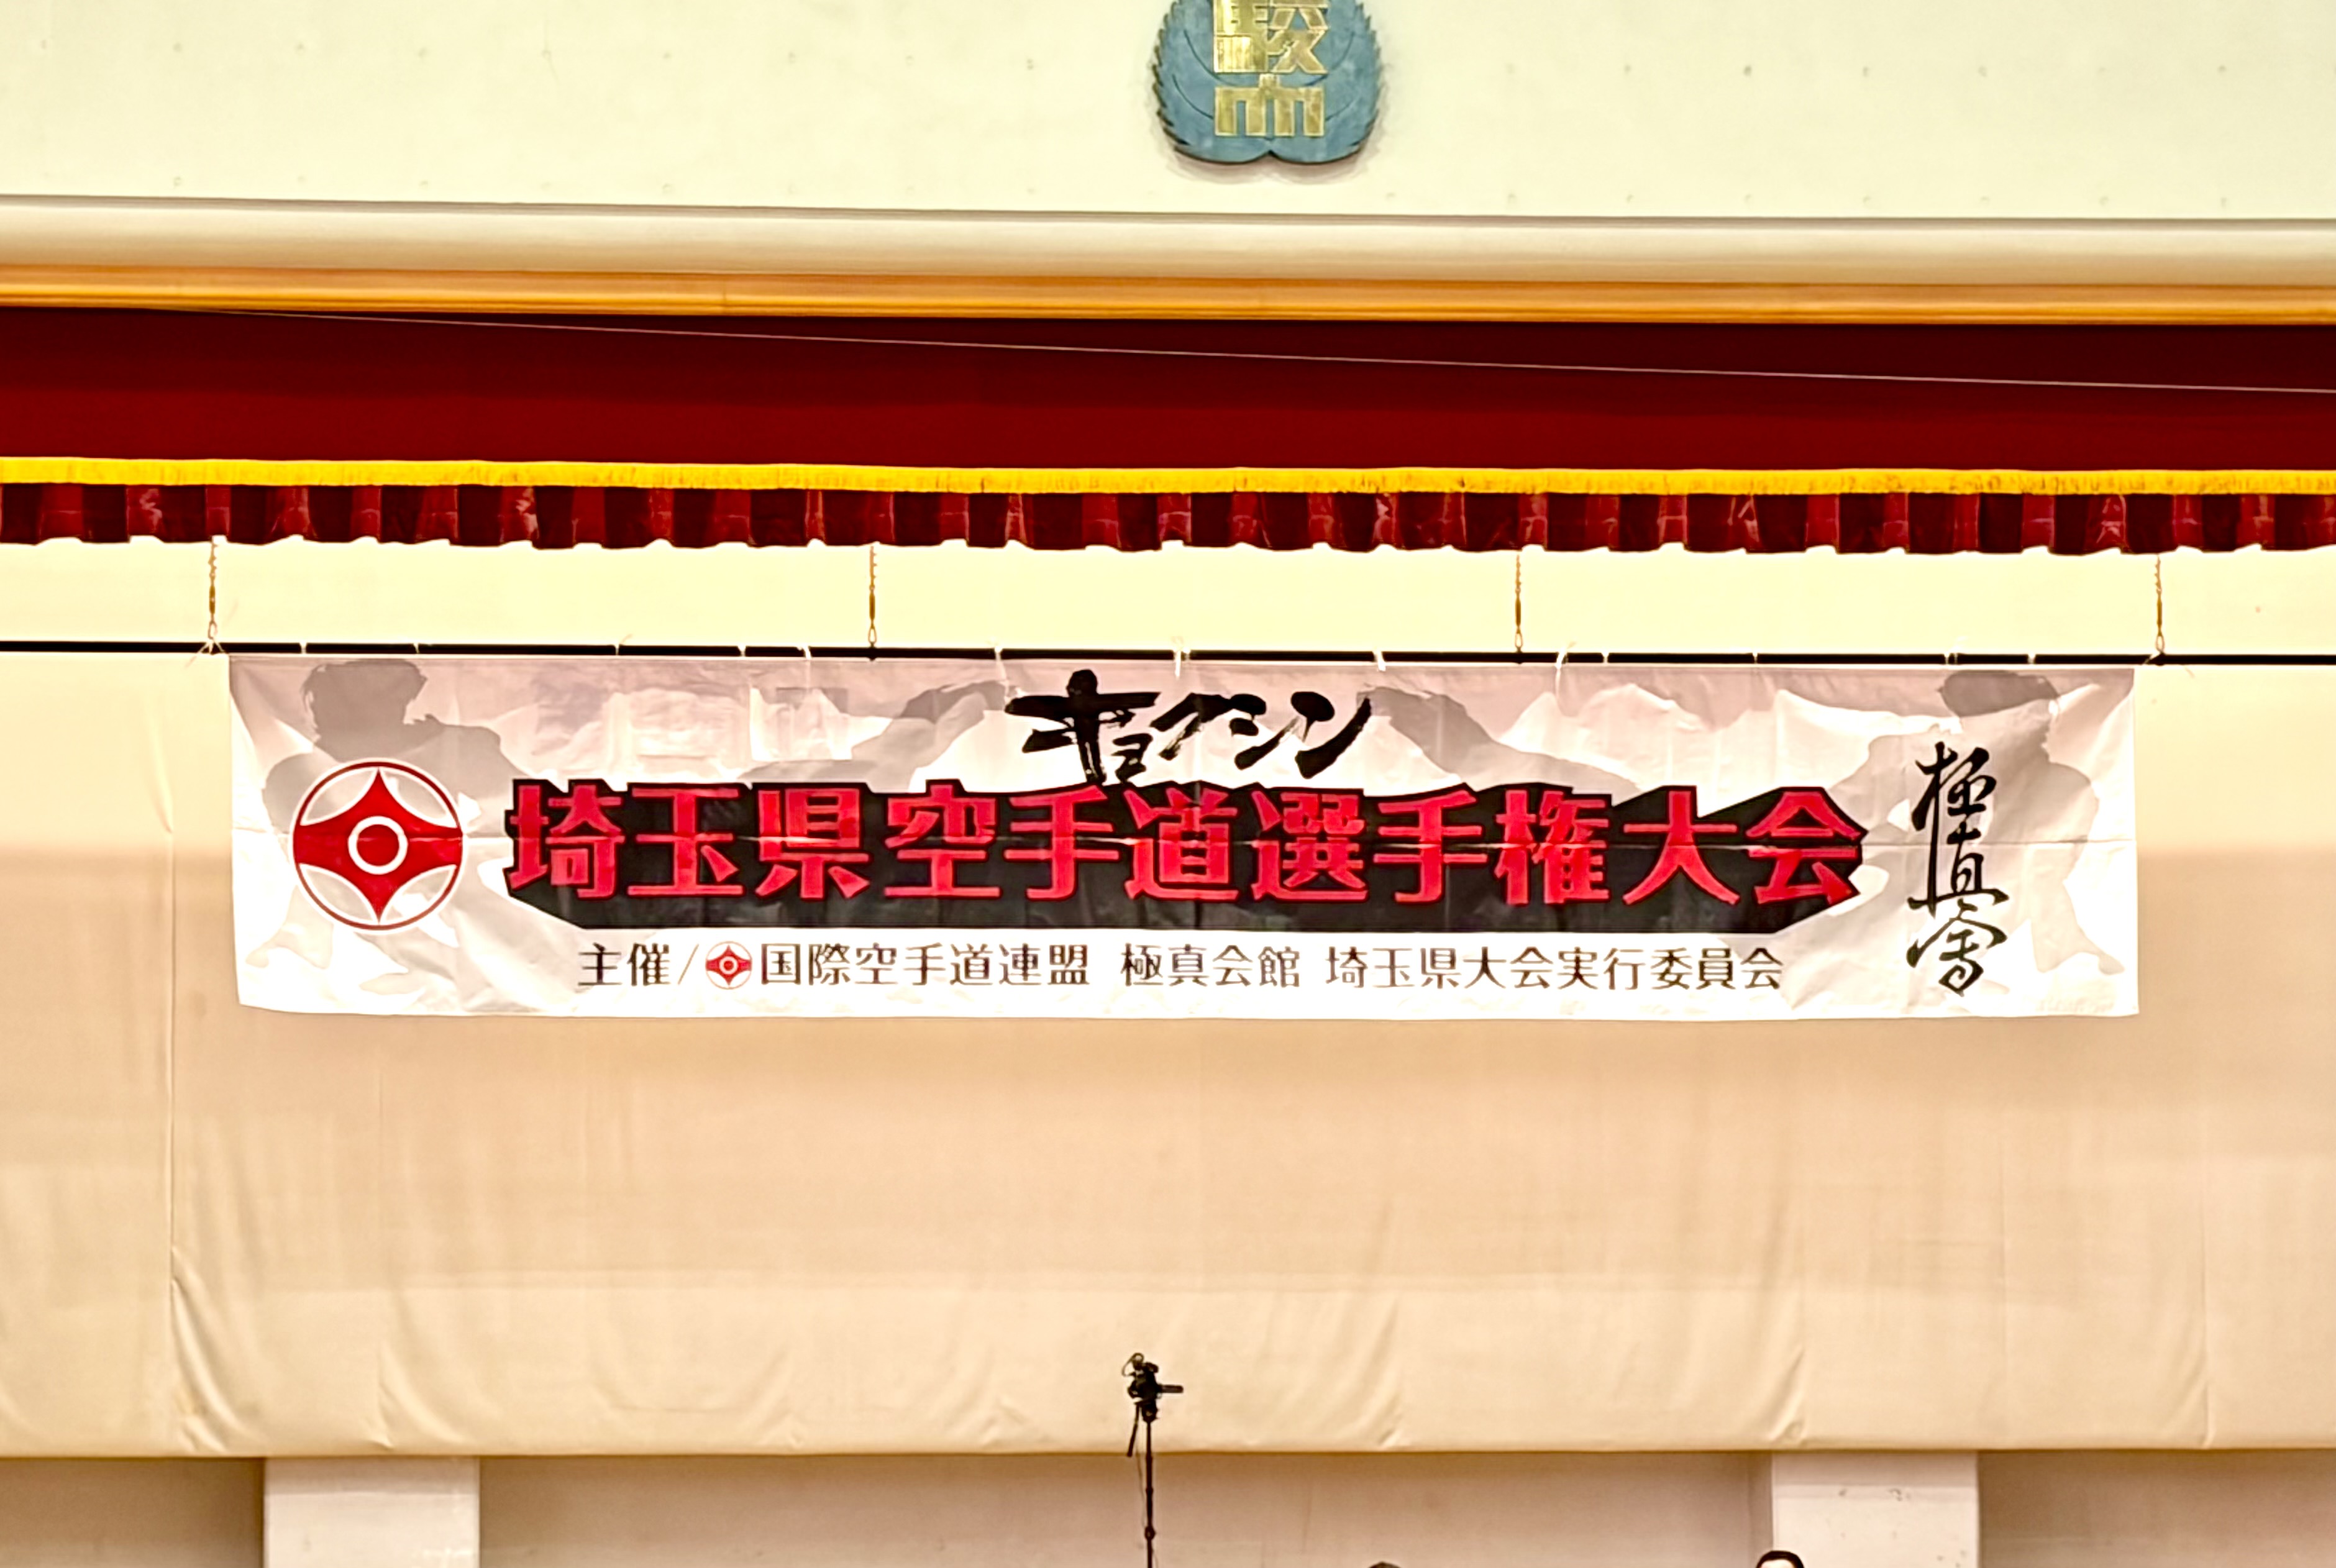 キョクシン
埼玉県空手道選手権大会
極真會
主催/国際空手道連盟 極真会館 埼玉県大会実行委員会